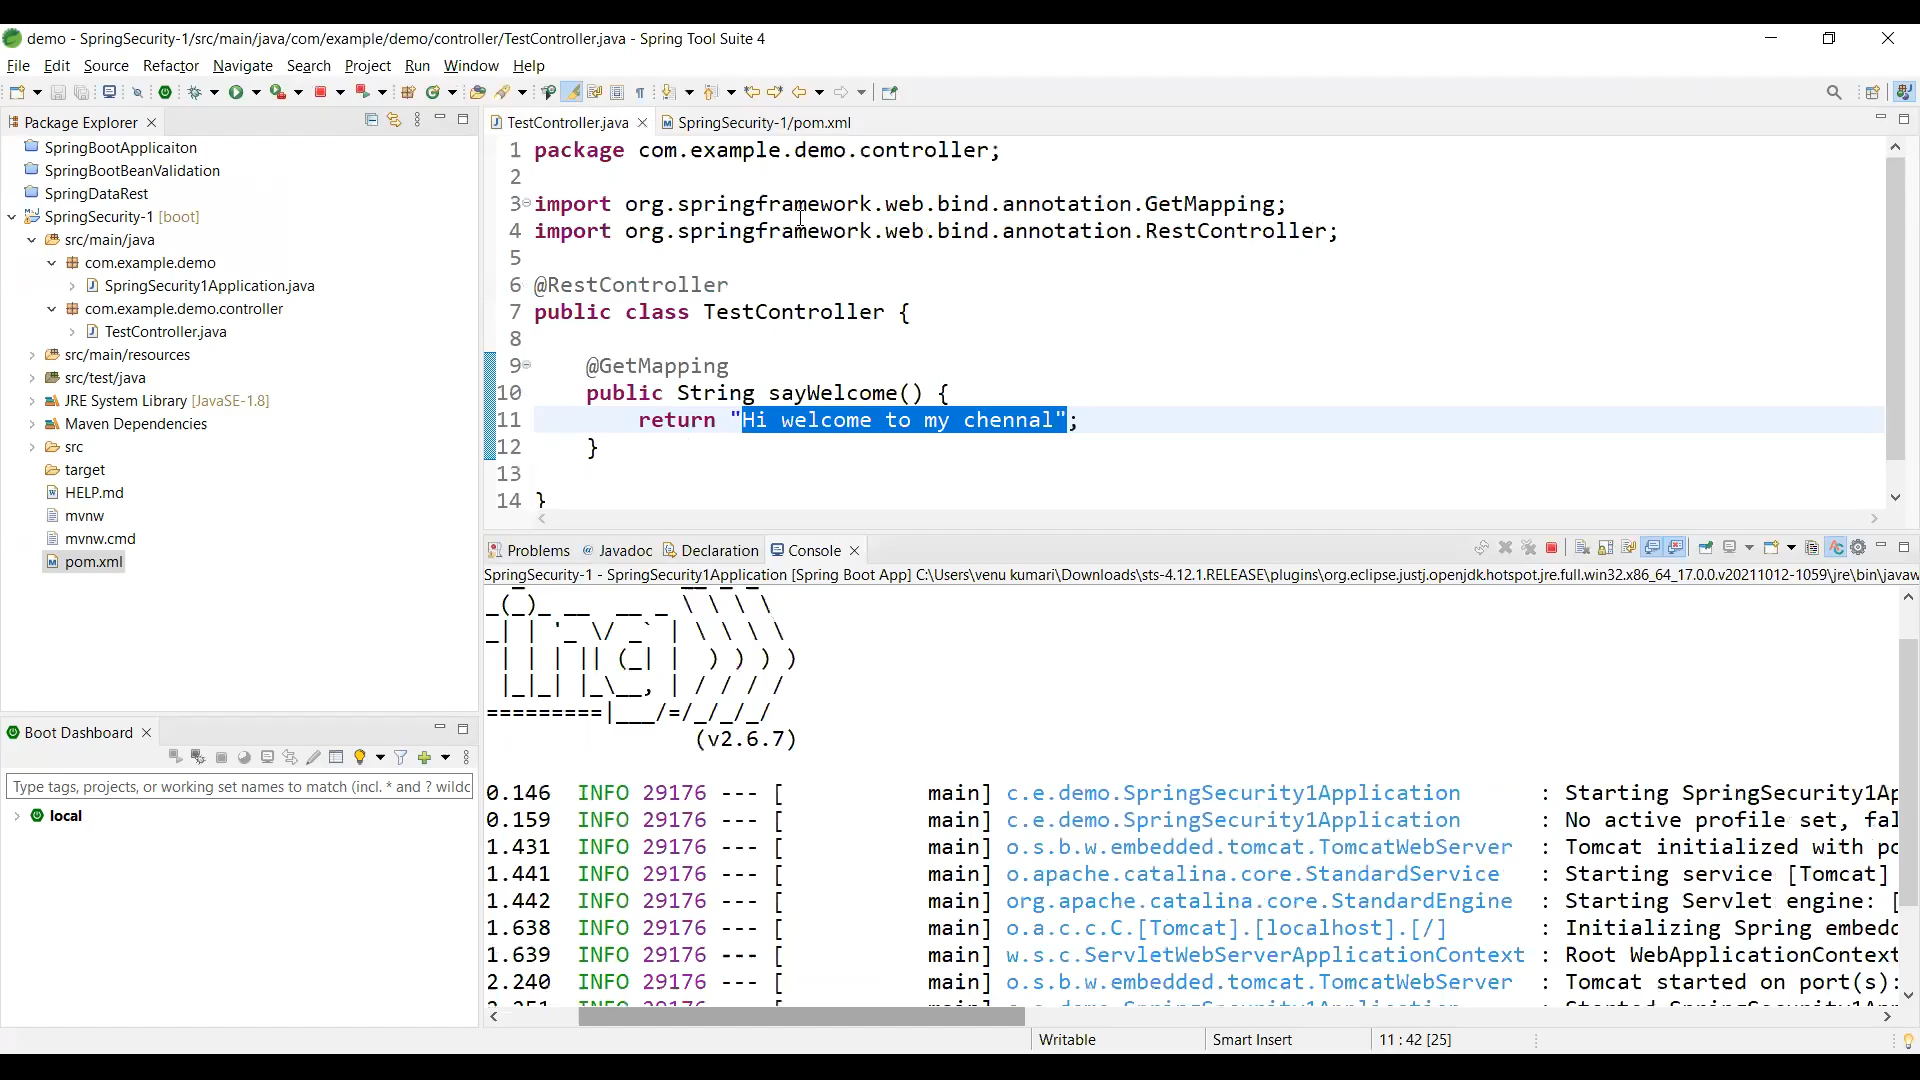 demo - SpringSecurity-1/src/main/java/com/example/demo/controller/TestController.java - Spring Tool Suite 4
File Edit Source Refactor Navigate Search Project Run Window Help
Package Explorer
SpringBootApplicaiton
SpringBootBeanValidation
SpringDataRest
SpringSecurity-1 [boot]
src/main/java
com.example.demo
SpringSecurity1Application.java
com.example.demo.controller
TestController.java
src/main/resources
src/test/java
JRE System Library [JavaSE-1.8]
Maven Dependencies
src
target
HELP.md
mvnw
mvnw.cmd
pom.xml
Boot Dashboard
Type tags, projects, or working set names to match (incl. * and ? wildc
local
TestController.java SpringSecurity-1/pom.xml
1 package com.example.demo.controller;
2
3 import org.springframework.web.bind.annotation.GetMapping;
4 import org.springframework.web.bind.annotation.RestController;
5
6 @RestController
7 public class TestController {
8
9 @GetMapping
10 public String sayWelcome() {
11 return "Hi welcome to my chennal";
12 }
13
14 }
Problems @ Javadoc Declaration Console
SpringSecurity-1 - SpringSecurity1Application [Spring Boot App] C:\Users\venu kumari\Downloads\sts-4.12.1.RELEASE\plugins\org.eclipse.justj.openjdk.hotspot.jre.full.win32.x86_64_17.0.0.v20211012-1059\jre\bin\javaw
_(_)_ __ __ _ \ \ \ \
_| | '_ \/ _` | \ \ \ \
| | | || (_| | ) ) ) )
|_|_| |_\__, | / / / /
=========|___/=/_/_/_/
(v2.6.7)
0.146 INFO 29176 --- [ main] c.e.demo.SpringSecurity1Application : Starting SpringSecurity1Ap
0.159 INFO 29176 --- [ main] c.e.demo.SpringSecurity1Application : No active profile set, fal
1.431 INFO 29176 --- [ main] o.s.b.w.embedded.tomcat.TomcatWebServer : Tomcat initialized with po
1.441 INFO 29176 --- [ main] o.apache.catalina.core.StandardService : Starting service [Tomcat]
1.442 INFO 29176 --- [ main] org.apache.catalina.core.StandardEngine : Starting Servlet engine: [
1.638 INFO 29176 --- [ main] o.a.c.c.C.[Tomcat].[localhost].[/] : Initializing Spring embedd
1.639 INFO 29176 --- [ main] w.s.c.ServletWebServerApplicationContext : Root WebApplicationContext
2.240 INFO 29176 --- [ main] o.s.b.w.embedded.tomcat.TomcatWebServer : Tomcat started on port(s):
Writable Smart Insert 11 : 42 [25]